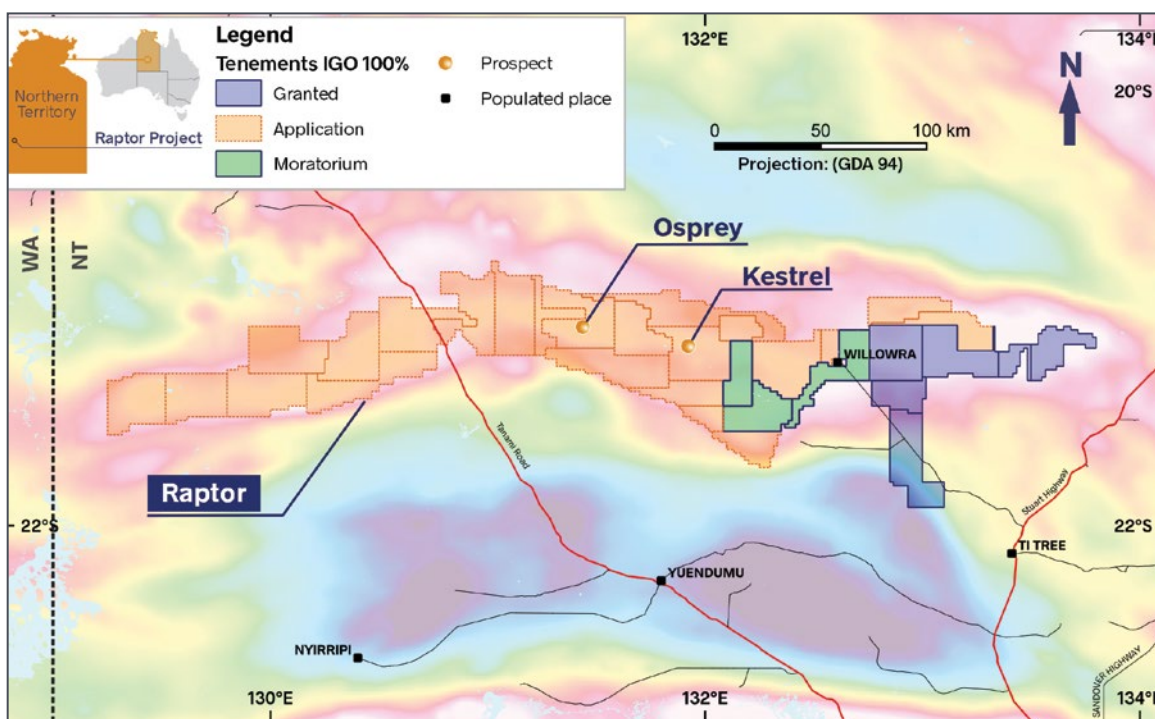 Northern
Territory
Raptor Project
Legend
Tenements IGO 100%
Granted
Application
Moratorium
Prospect
Populated place
132°E
134°E
N
20°S
0 50 100 km
Projection: (GDA 94)
WA
NT
Osprey
Kestrel
WILLOWRA
Tanami Road
Raptor
Stuart Highway
22°S
22°S
TI TREE
YUENDUMU
NYIRRIPI
SANDOVER HIGHWAY
130°E
132°E
134°E